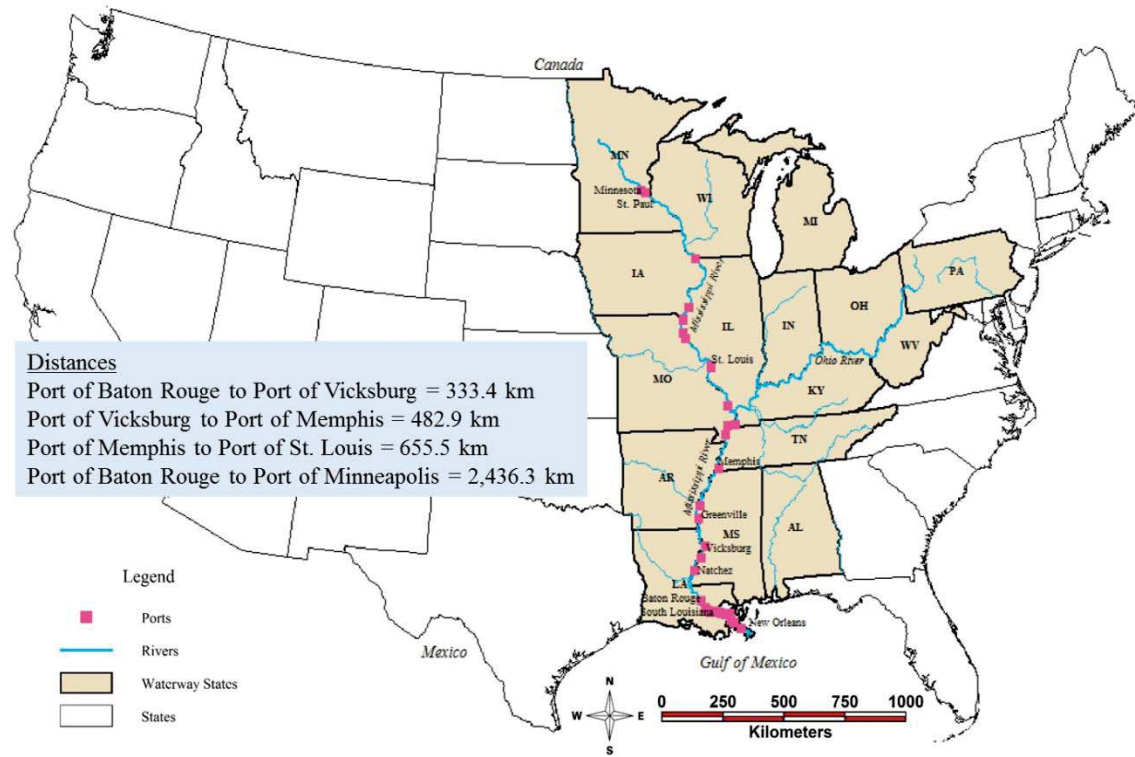 Canada
MN
Minnesota
St. Paul
WI
MI
IA
Mississippi River
IL
IN
OH
PA
WV
Ohio River
St. Louis
MO
KY
TN
Distances
Port of Baton Rouge to Port of Vicksburg = 333.4 km
Port of Vicksburg to Port of Memphis = 482.9 km
Port of Memphis to Port of St. Louis = 655.5 km
Port of Baton Rouge to Port of Minneapolis = 2,436.3 km
Mississippi River
Memphis
AR
Greenville
MS
AL
Vicksburg
Natchez
LA
Baton Rouge
South Louisiana
New Orleans
Mexico
Gulf of Mexico
Legend
Ports
Rivers
Waterway States
States
N
W
E
S
0 250 500 750 1000
Kilometers